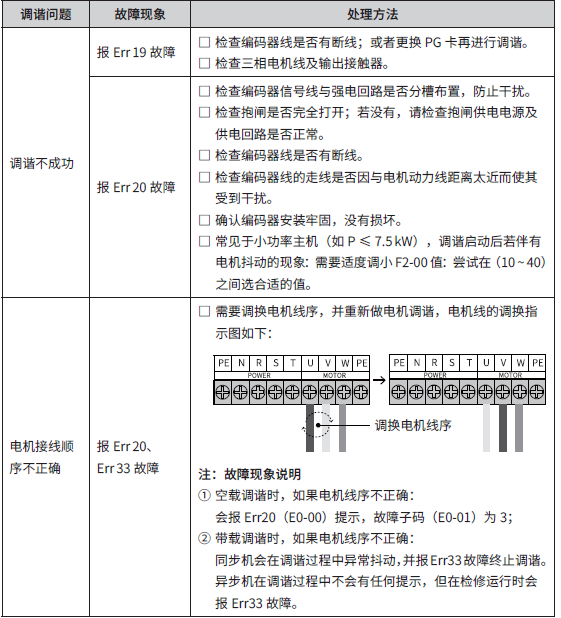 调谐问题 故障现象 处理方法
调谐不成功
报 Err19 故障
□ 检查编码器线是否有断线；或者更换 PG 卡再进行调谐。
□ 检查三相电机线及输出接触器。
报 Err20 故障
□ 检查编码器信号线与强电回路是否分槽布置，防止干扰。
□ 检查抱闸是否完全打开；若没有，请检查抱闸供电电源及
供电回路是否正常。
□ 检查编码器线是否有断线。
□ 检查编码器线的走线是否因与电机动力线距离太近而使其
受到干扰。
□ 确认编码器安装牢固，没有损坏。
□ 常见于小功率主机（如 P ≤ 7.5 kW），调谐启动后若伴有
电机抖动的现象：需要适度调小 F2-00 值：尝试在（10 ~ 40）
之间选合适的值。
电机接线顺
序不正确
报 Err20、
Err33 故障
□ 需要调换电机线序，并重新做电机调谐，电机线的调换指
示图如下：
PE N R S T U V W PE
POWER MOTOR
PE N R S T U V W PE
POWER MOTOR
调换电机线序
注：故障现象说明
① 空载调谐时，如果电机线序不正确：
会报 Err20（E0-00）提示，故障子码（E0-01）为 3；
② 带载调谐时，如果电机线序不正确：
同步机会在调谐过程中异常抖动，并报 Err33 故障终止调谐。
异步机在调谐过程中不会有任何提示，但在检修运行时会
报 Err33 故障。